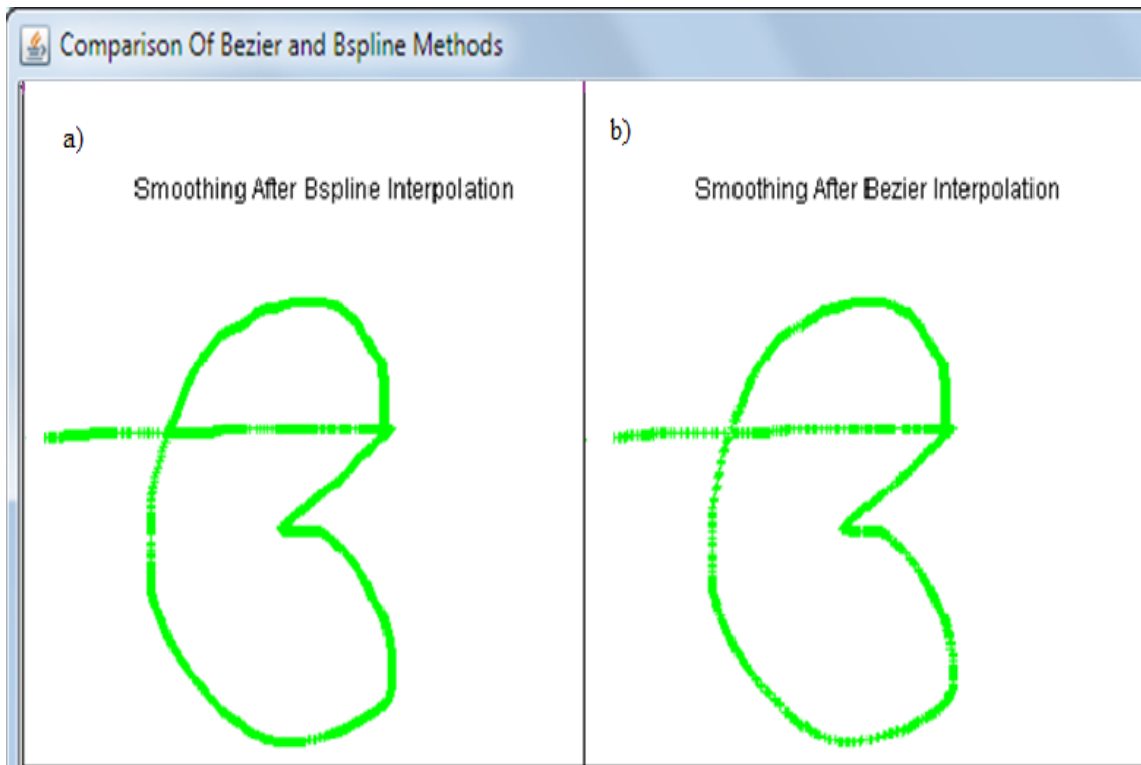 Comparison Of Bezier and Bspline Methods
a)
Smoothing After Bspline Interpolation
b)
Smoothing After Bezier Interpolation